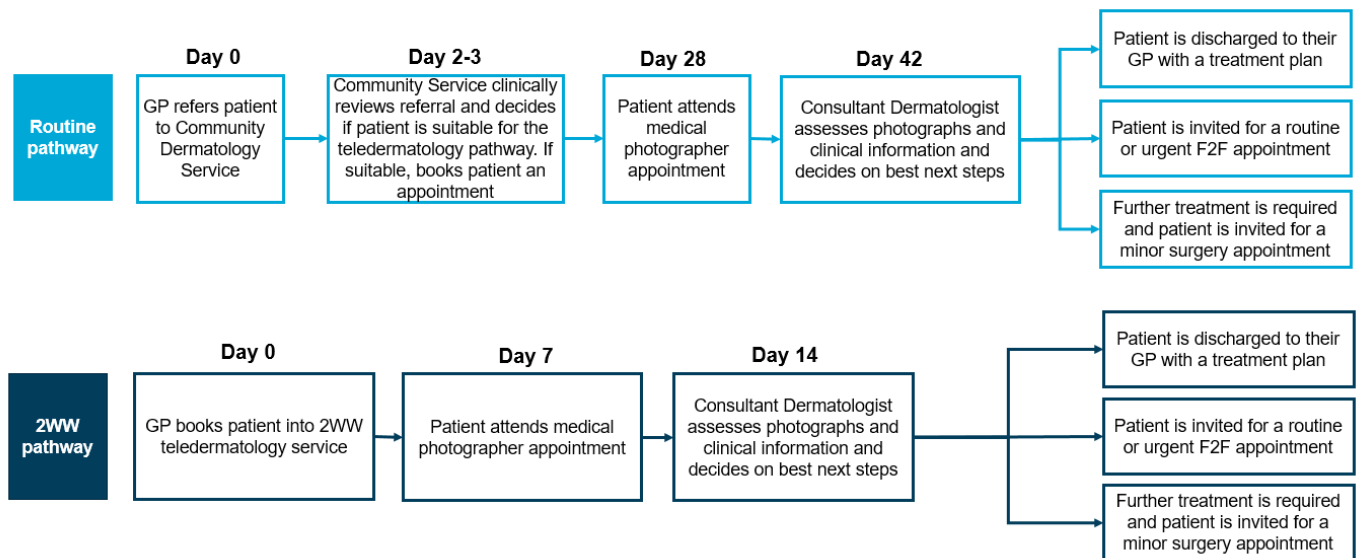 Routine
pathway
Day 0
GP refers patient
to Community
Dermatology
Service
Day 2-3
Community Service clinically
reviews referral and decides
if patient is suitable for the
teledermatology pathway. If
suitable, books patient an
appointment
Day 28
Patient attends
medical
photographer
appointment
Day 42
Consultant Dermatologist
assesses photographs and
clinical information and
decides on best next steps
Patient is discharged to their
GP with a treatment plan
Patient is invited for a routine
or urgent F2F appointment
Further treatment is required
and patient is invited for a
minor surgery appointment
2WW
pathway
Day 0
GP books patient into 2WW
teledermatology service
Day 7
Patient attends medical
photographer appointment
Day 14
Consultant Dermatologist
assesses photographs and
clinical information and
decides on best next steps
Patient is discharged to their
GP with a treatment plan
Patient is invited for a routine
or urgent F2F appointment
Further treatment is required
and patient is invited for a
minor surgery appointment